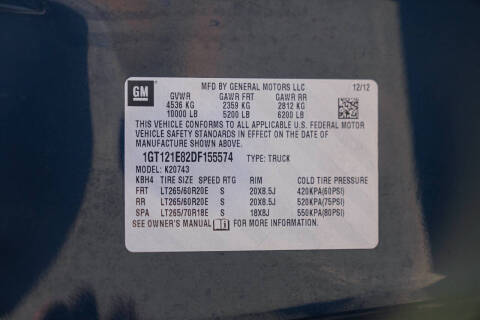 GM
MFD BY GENERAL MOTORS LLC 12/12
GVWR GAWR FRT GAWR RR
4536 KG 2359 KG 2812 KG
10000 LB 5200 LB 6200 LB
THIS VEHICLE CONFORMS TO ALL APPLICABLE U.S. FEDERAL MOTOR
VEHICLE SAFETY STANDARDS IN EFFECT ON THE DATE OF
MANUFACTURE SHOWN ABOVE.
1GT121E82DF155574 TYPE: TRUCK
MODEL: K20743
KBH4 TIRE SIZE SPEED RTG RIM COLD TIRE PRESSURE
FRT LT265/60R20E S 20X8.5J 420KPA(60PSI)
RR LT265/60R20E S 20X8.5J 520KPA(75PSI)
SPA LT265/70R18E S 18X8J 550KPA(80PSI)
SEE OWNER'S MANUAL i FOR MORE INFORMATION.